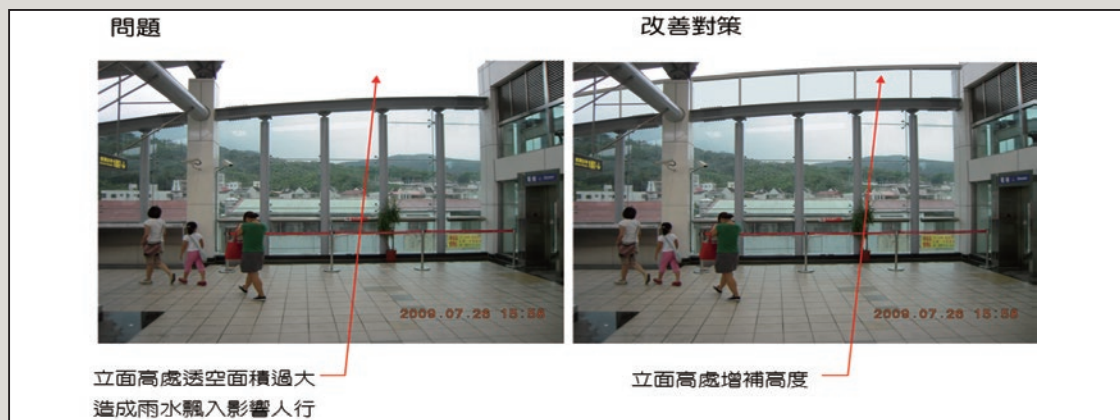 問題
改善對策
2009.07.28 15:55
2009.07.28 15:55
立面高處透空面積過大
造成雨水飄入影響人行
立面高處增補高度